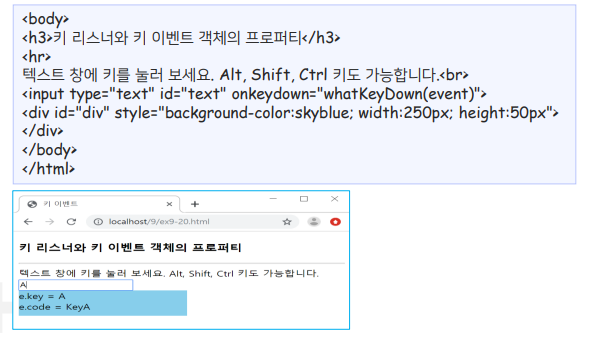 <body>
<h3>키 리스너와 키 이벤트 객체의 프로퍼티</h3>
<hr>
텍스트 창에 키를 눌러 보세요. Alt, Shift, Ctrl 키도 가능합니다.<br>
<input type="text" id="text" onkeydown="whatKeyDown(event)">
<div id="div" style="background-color:skyblue; width:250px; height:50px">
</div>
</body>
</html>
키 이벤트
localhost/9/ex9-20.html
키 리스너와 키 이벤트 객체의 프로퍼티
텍스트 창에 키를 눌러 보세요. Alt, Shift, Ctrl 키도 가능합니다.
A
e.key = A
e.code = KeyA